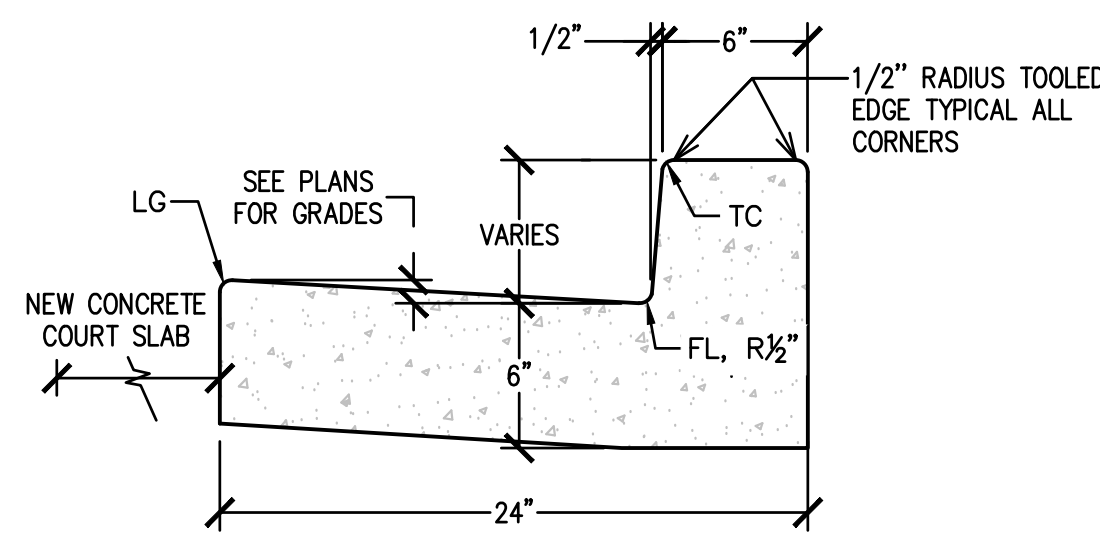 1/2"
6"
1/2" RADIUS TOOLED
EDGE TYPICAL ALL
CORNERS
SEE PLANS
FOR GRADES
LG
TC
VARIES
NEW CONCRETE
COURT SLAB
FL, R½"
6"
24"